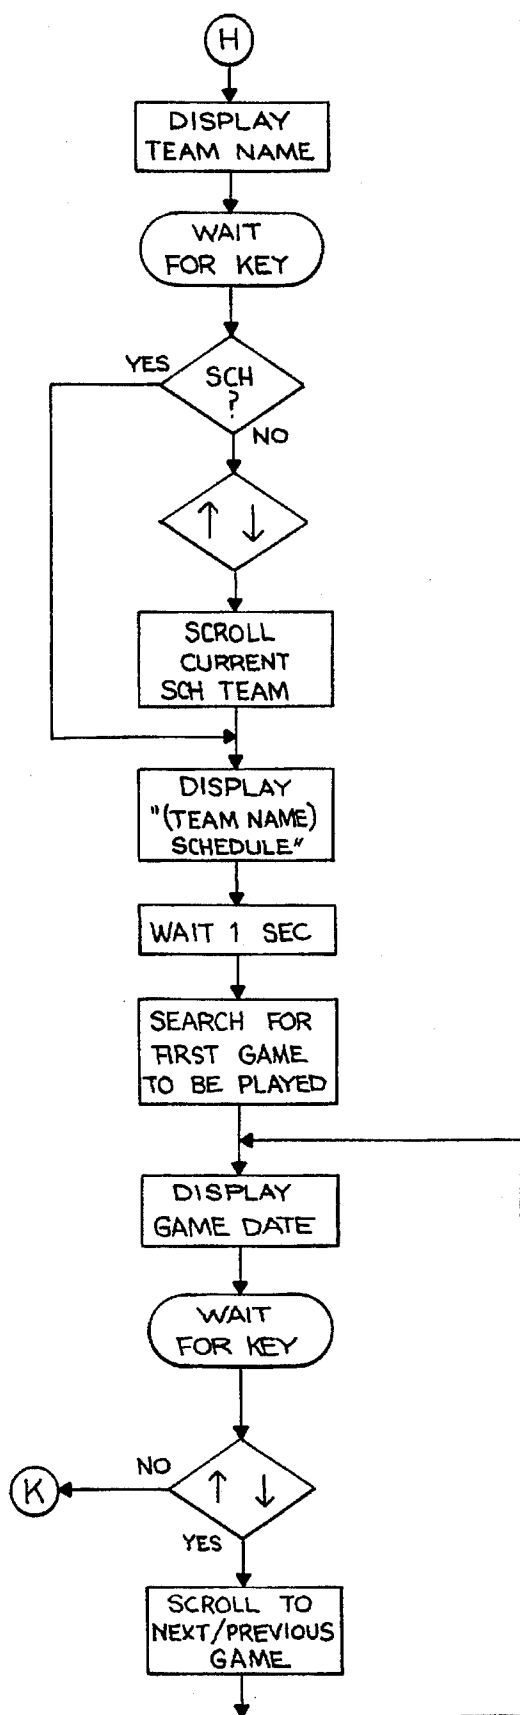 H
DISPLAY
TEAM NAME
WAIT
FOR KEY
YES
SCH
?
NO
↑ ↓
SCROLL
CURRENT
SCH TEAM
DISPLAY
"(TEAM NAME)
SCHEDULE"
WAIT 1 SEC
SEARCH FOR
FIRST GAME
TO BE PLAYED
DISPLAY
GAME DATE
WAIT
FOR KEY
NO
K
↑ ↓
YES
SCROLL TO
NEXT/PREVIOUS
GAME